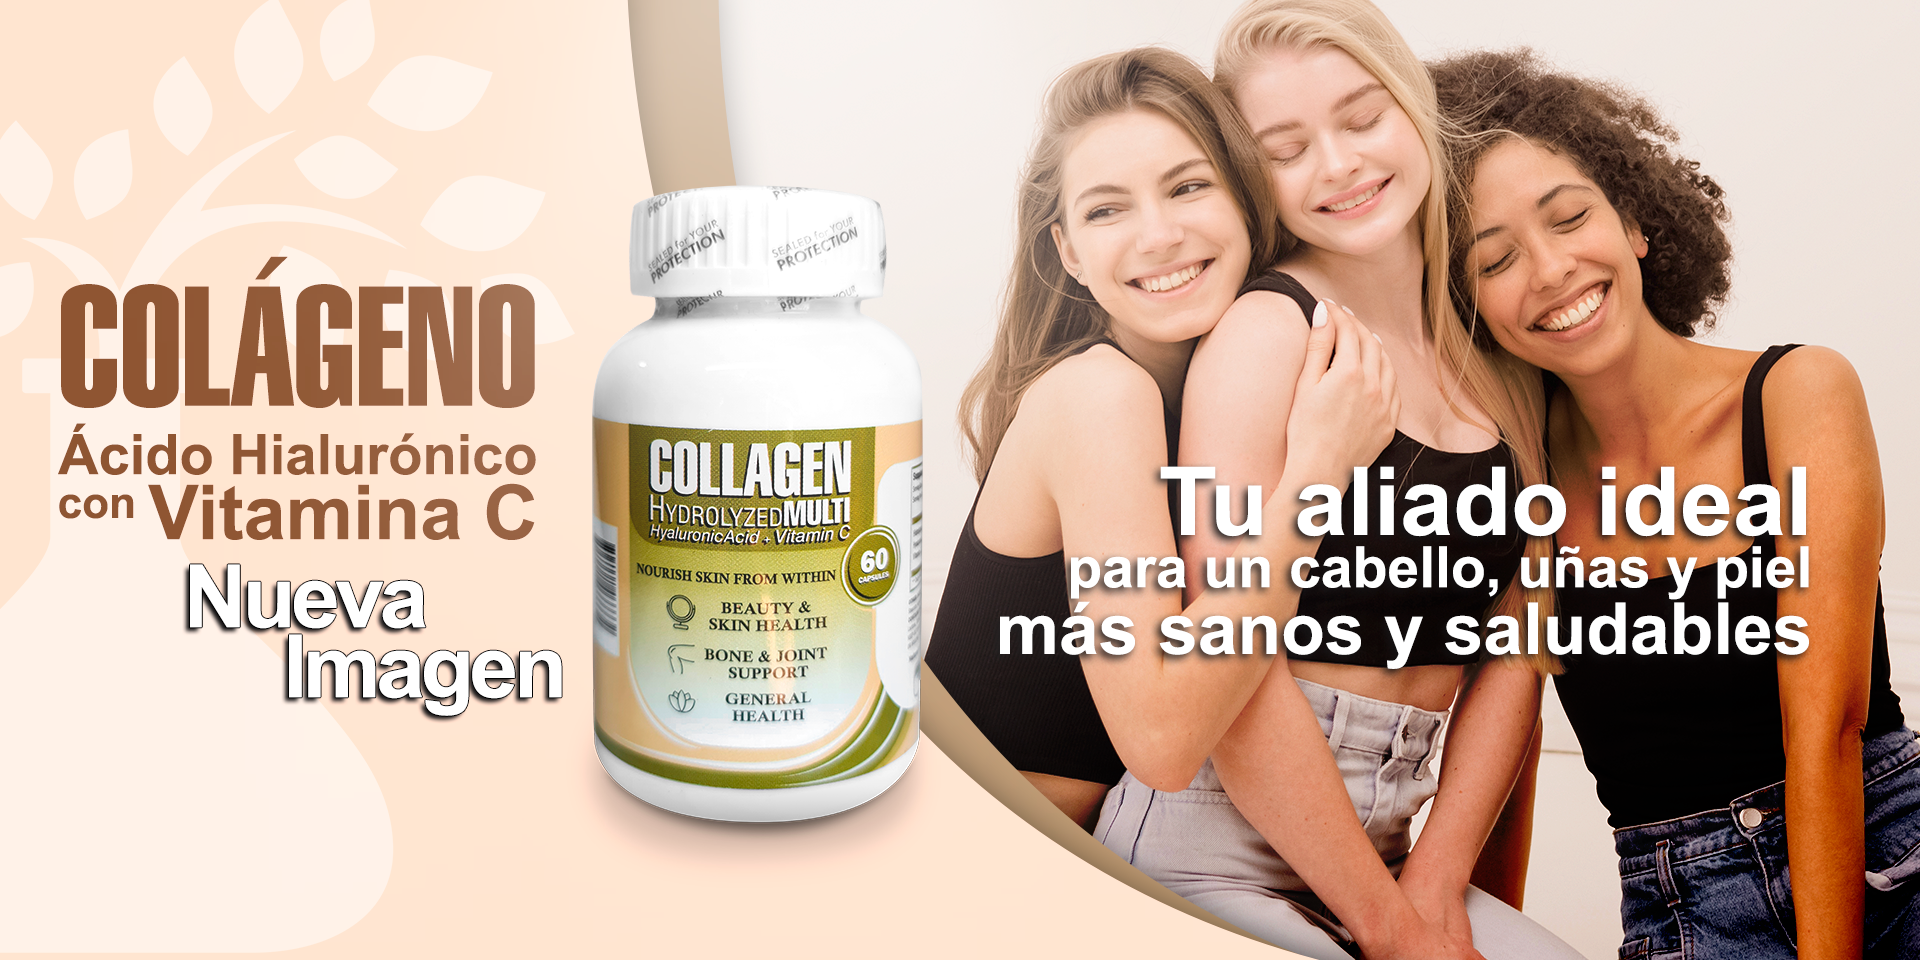 COLÁGENO
Ácido Hialurónico
con Vitamina C
Nueva
Imagen
PROTECTION
SEALED for YOUR
PROTECTION
SEALED for YOUR
PROTECTION
COLLAGEN
HYDROLYZEDMULTI
HyaluronicAcid + Vitamin C
60
CAPSULES
NOURISH SKIN FROM WITHIN
BEAUTY &
SKIN HEALTH
BONE & JOINT
SUPPORT
GENERAL
HEALTH
Tu aliado ideal
para un cabello, uñas y piel
más sanos y saludables